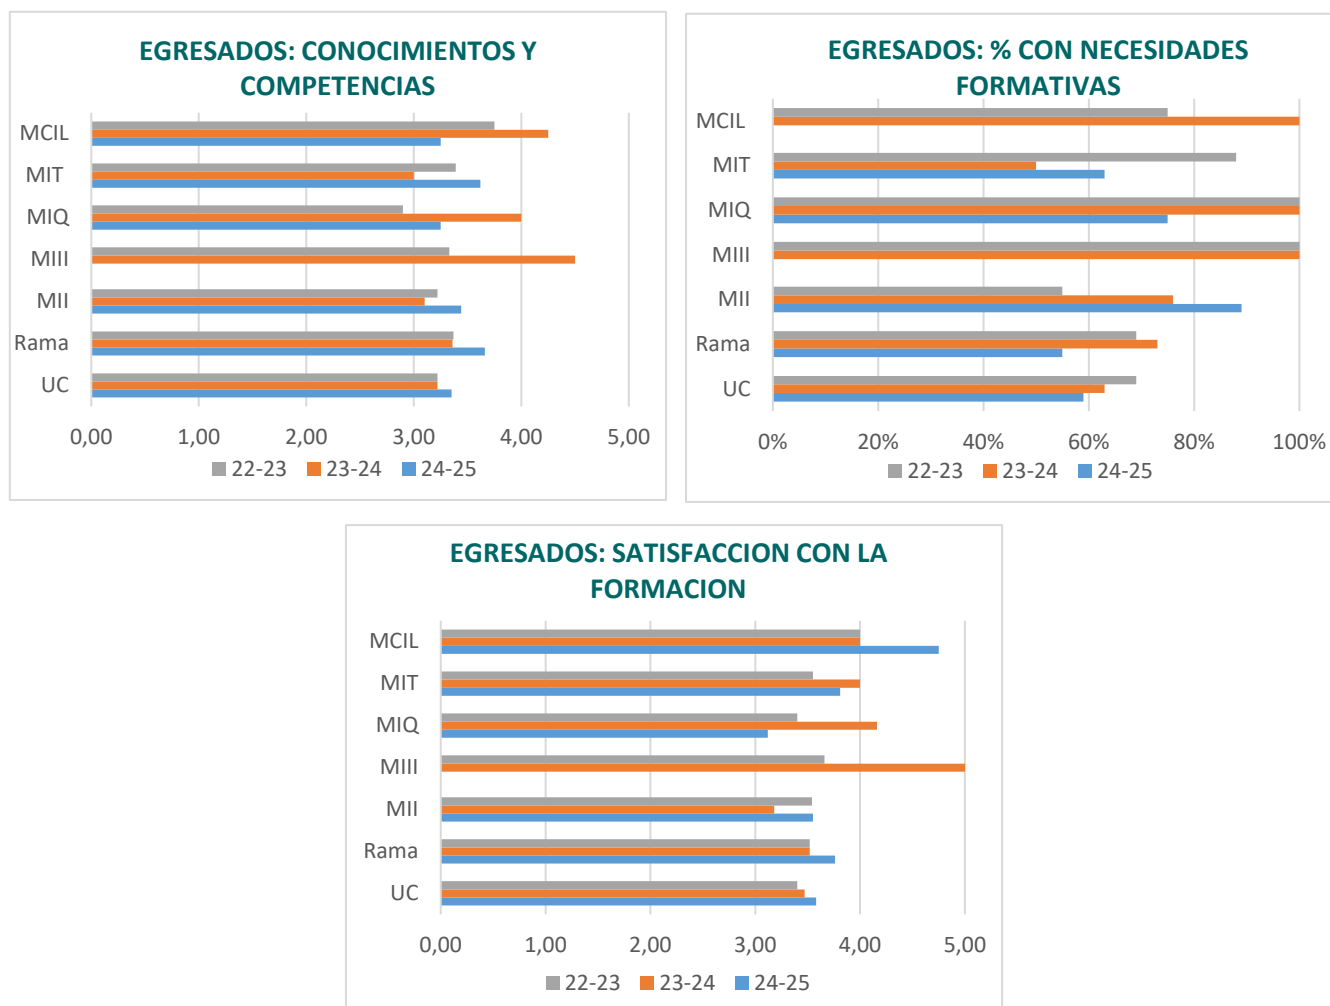 EGRESADOS: CONOCIMIENTOS Y
COMPETENCIAS
MCIL
MIT
MIQ
MIII
MII
Rama
UC
0,00 1,00 2,00 3,00 4,00 5,00
22-23 23-24 24-25
EGRESADOS: % CON NECESIDADES
FORMATIVAS
MCIL
MIT
MIQ
MIII
MII
Rama
UC
0% 20% 40% 60% 80% 100%
22-23 23-24 24-25
EGRESADOS: SATISFACCION CON LA
FORMACION
MCIL
MIT
MIQ
MIII
MII
Rama
UC
0,00 1,00 2,00 3,00 4,00 5,00
22-23 23-24 24-25